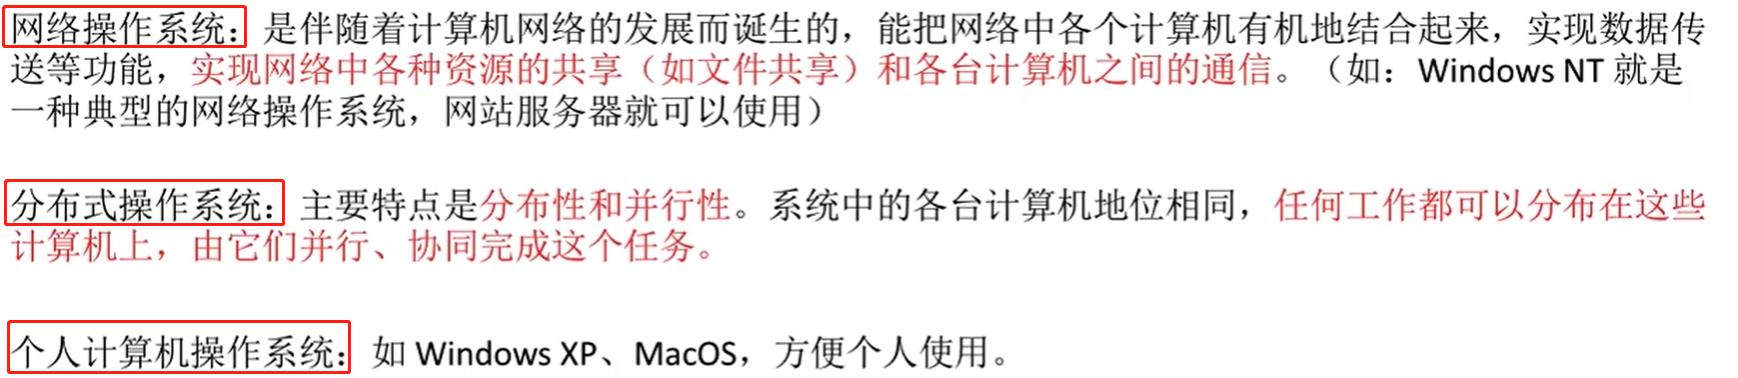 网络操作系统：是伴随着计算机网络的发展而诞生的，能把网络中各个计算机有机地结合起来，实现数据传
送等功能，实现网络中各种资源的共享（如文件共享）和各台计算机之间的通信。（如：Windows NT 就是
一种典型的网络操作系统，网站服务器就可以使用）
分布式操作系统：主要特点是分布性和并行性。系统中的各台计算机地位相同，任何工作都可以分布在这些
计算机上，由它们并行、协同完成这个任务。
个人计算机操作系统：如 Windows XP、MacOS，方便个人使用。